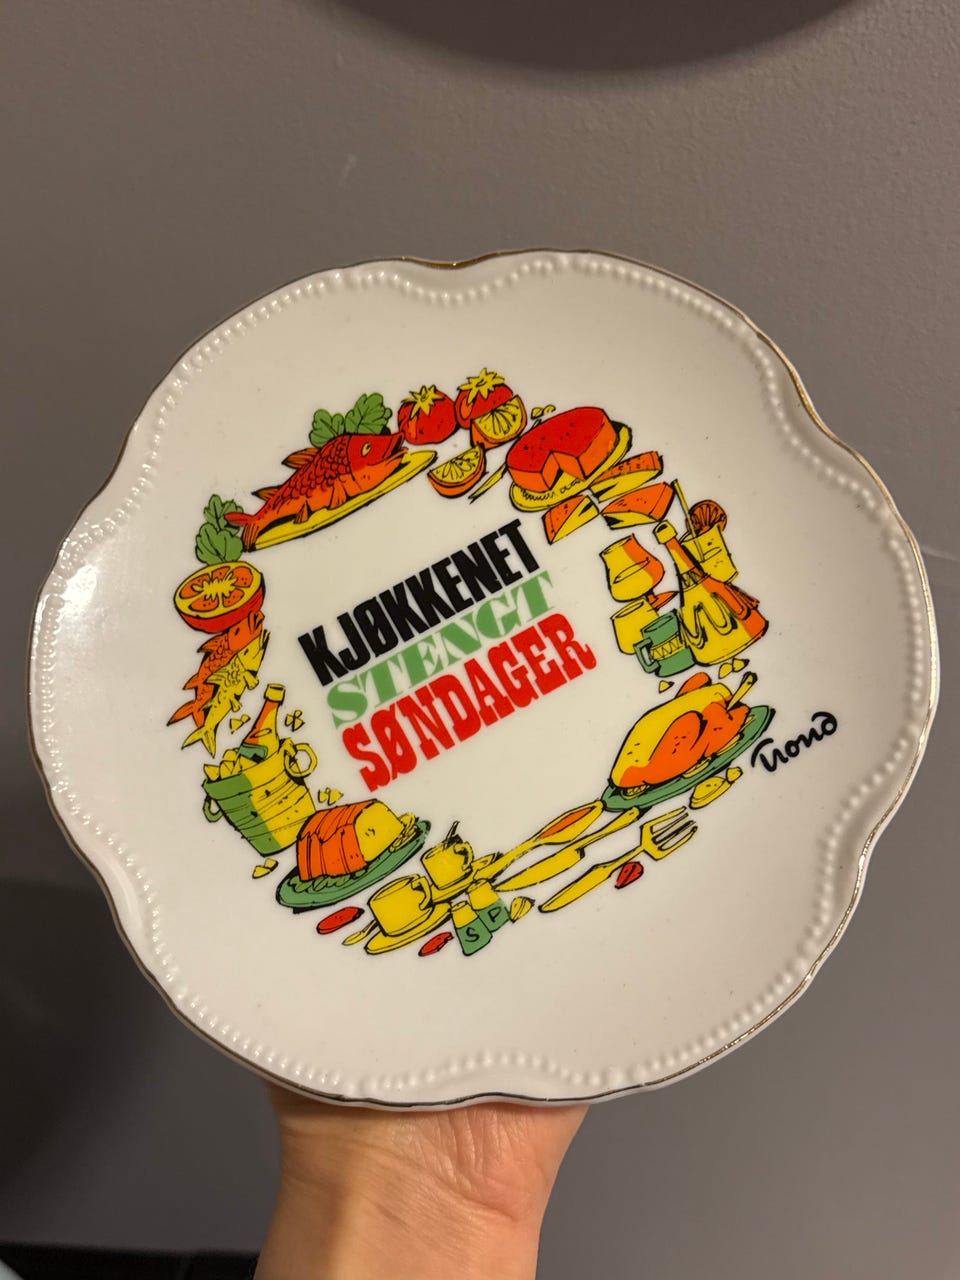 KJØKKENET
STENGT
SØNDAGER
Trond
S P